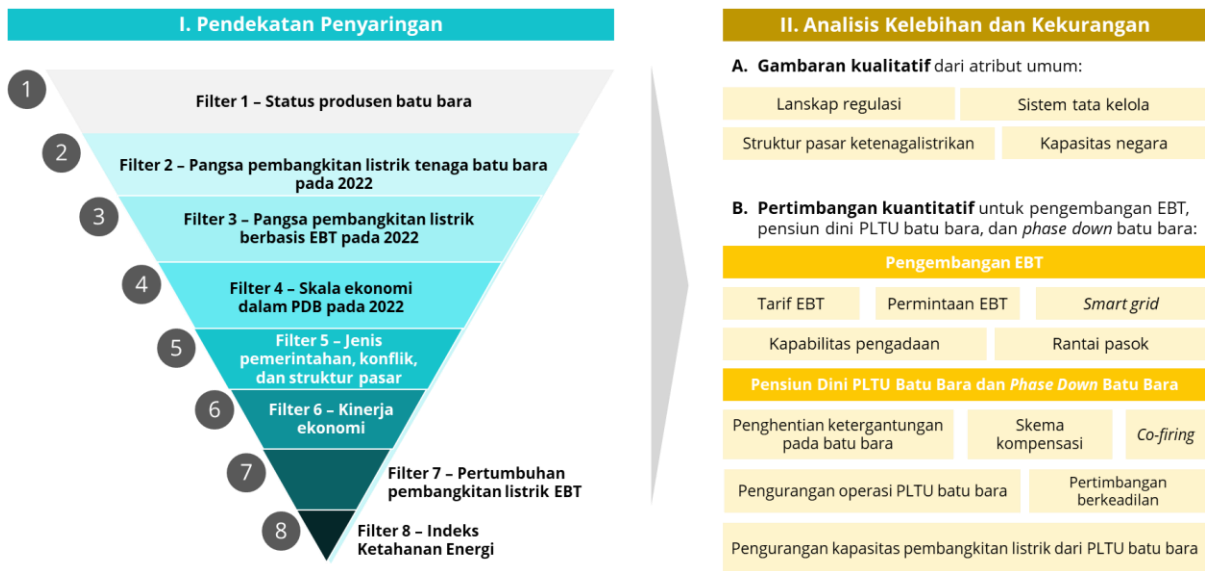 I. Pendekatan Penyaringan
1
Filter 1 – Status produsen batu bara
2
Filter 2 – Pangsa pembangkitan listrik tenaga batu bara
pada 2022
3
Filter 3 – Pangsa pembangkitan listrik
berbasis EBT pada 2022
4
Filter 4 – Skala ekonomi
dalam PDB pada 2022
5
Filter 5 – Jenis
pemerintahan, konflik,
dan struktur pasar
6
Filter 6 – Kinerja
ekonomi
7
Filter 7 – Pertumbuhan
pembangkitan listrik EBT
8
Filter 8 – Indeks
Ketahanan Energi
II. Analisis Kelebihan dan Kekurangan
A. Gambaran kualitatif dari atribut umum:
Lanskap regulasi
Sistem tata kelola
Struktur pasar ketenagalistrikan
Kapasitas negara
B. Pertimbangan kuantitatif untuk pengembangan EBT,
pensiun dini PLTU batu bara, dan phase down batu bara:
Pengembangan EBT
Tarif EBT
Permintaan EBT
Smart grid
Kapabilitas pengadaan
Rantai pasok
Pensiun Dini PLTU Batu Bara dan Phase Down Batu Bara
Penghentian ketergantungan
pada batu bara
Skema
kompensasi
Co-firing
Pengurangan operasi PLTU batu bara
Pertimbangan
berkeadilan
Pengurangan kapasitas pembangkitan listrik dari PLTU batu bara